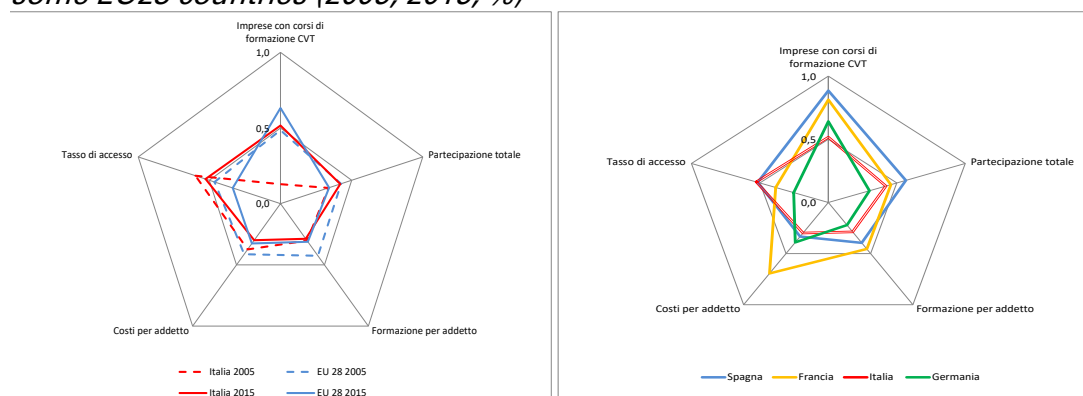 some EU28 countries (2005, 2015, %)
Imprese con corsi di
formazione CVT
1,0
0,5
0,0
Tasso di accesso
Partecipazione totale
Costi per addetto
Formazione per addetto
Italia 2005
EU 28 2005
Italia 2015
EU 28 2015
Imprese con corsi di
formazione CVT
1,0
0,5
0,0
Tasso di accesso
Partecipazione totale
Costi per addetto
Formazione per addetto
Spagna
Francia
Italia
Germania